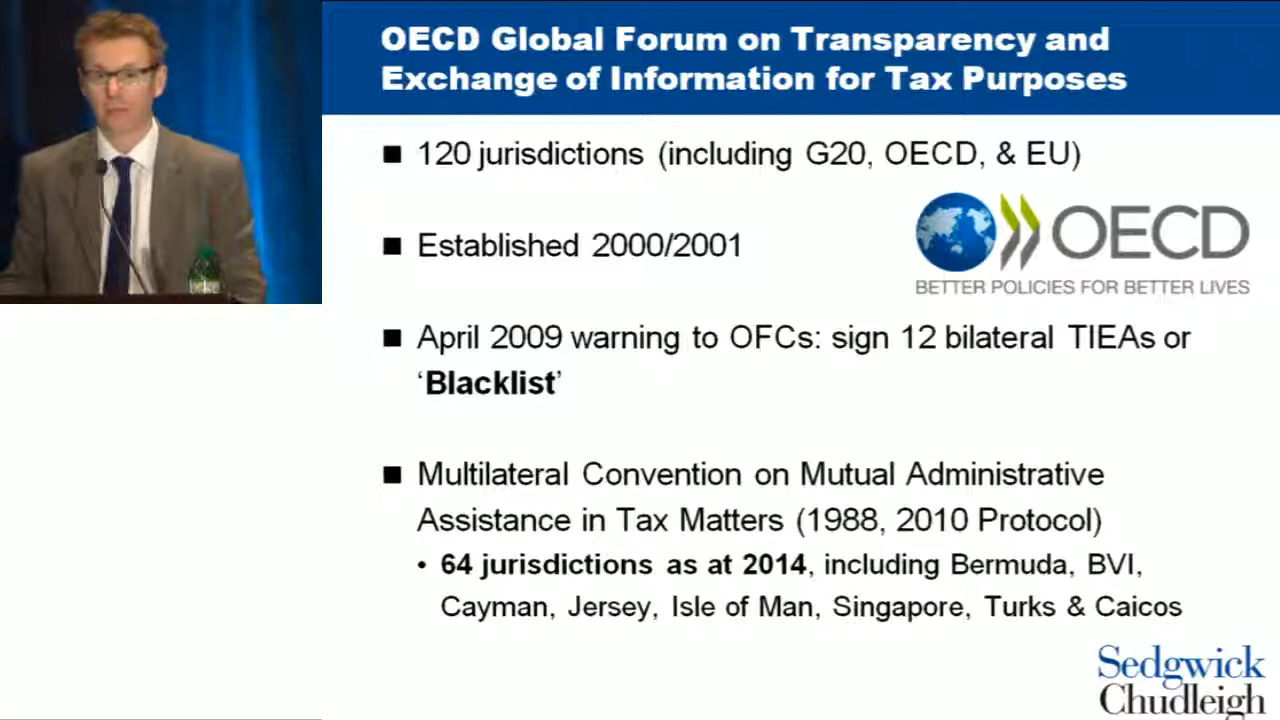 OECD Global Forum on Transparency and
Exchange of Information for Tax Purposes
■ 120 jurisdictions (including G20, OECD, & EU)
■ Established 2000/2001
OECD
BETTER POLICIES FOR BETTER LIVES
■ April 2009 warning to OFCs: sign 12 bilateral TIEAs or
‘Blacklist’
■ Multilateral Convention on Mutual Administrative
Assistance in Tax Matters (1988, 2010 Protocol)
• 64 jurisdictions as at 2014, including Bermuda, BVI,
Cayman, Jersey, Isle of Man, Singapore, Turks & Caicos
Sedgwick
Chudleigh